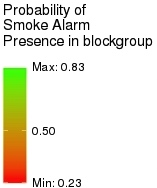 Probability of
Smoke Alarm
Presence in blockgroup
Max: 0.83
0.50
Min: 0.23